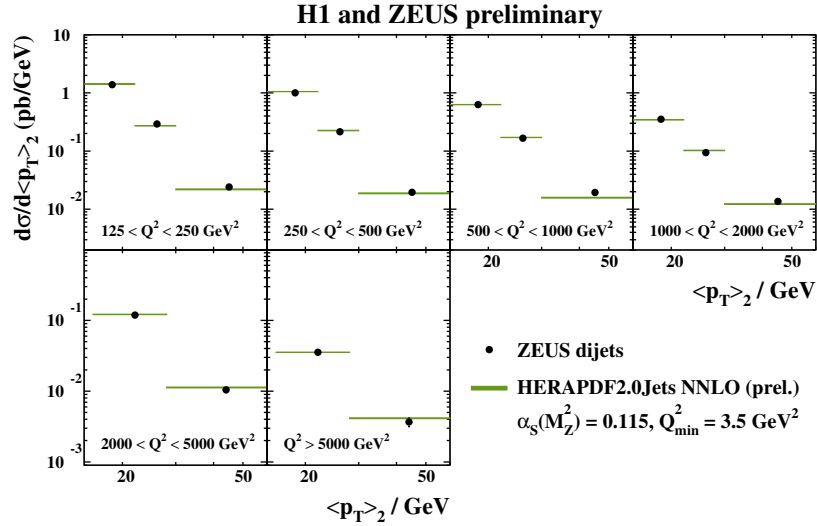 H1 and ZEUS preliminary
dσ/d<p_T>_2 (pb/GeV)
10
1
10^-1
10^-2
125 < Q^2 < 250 GeV^2
250 < Q^2 < 500 GeV^2
500 < Q^2 < 1000 GeV^2
1000 < Q^2 < 2000 GeV^2
20 50
20 50
<p_T>_2 / GeV
10^-1
10^-2
10^-3
2000 < Q^2 < 5000 GeV^2
Q^2 > 5000 GeV^2
20 50
20 50
<p_T>_2 / GeV
ZEUS dijets
HERAPDF2.0Jets NNLO (prel.)
α_S(M_Z^2) = 0.115, Q_min^2 = 3.5 GeV^2